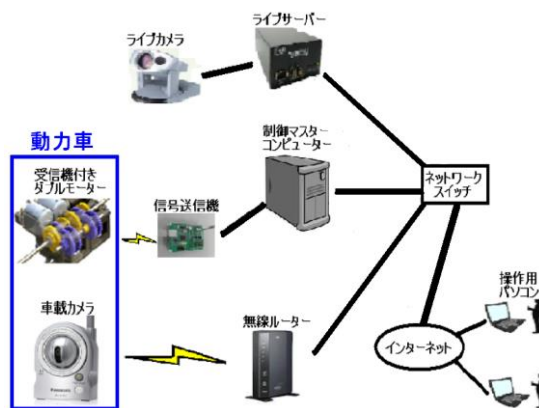 ライブサーバー
ライブカメラ
動力車
制御マスター
コンピューター
受信機付き
ダブルモーター
信号送信機
ネットワーク
スイッチ
操作用
パソコン
車載カメラ
無線ルーター
インターネット
Panasonic